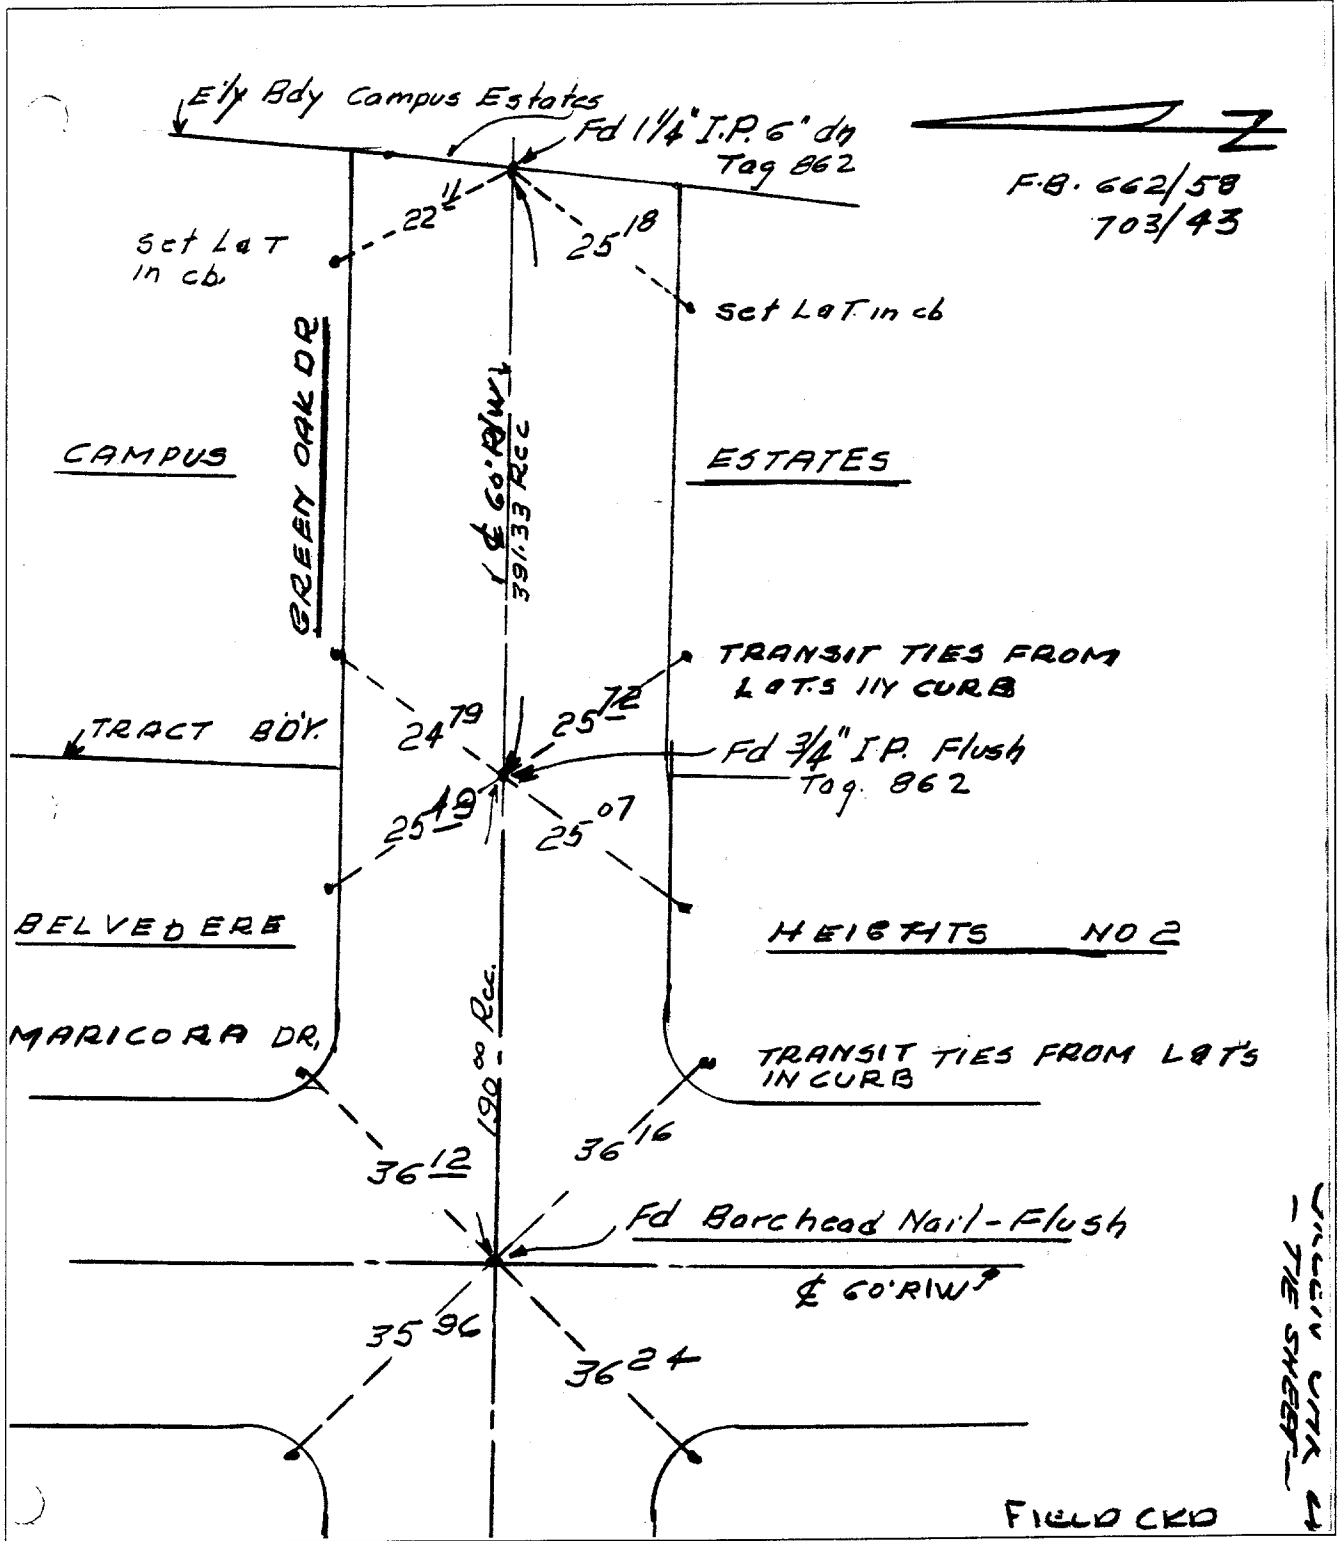 E'ly Bdy Campus Estates
Fd 1 1/4" I.P. 6" dn
Tag 862
Z
F.B. 662/58
703/43
22 11
25 18
Set L&T
in cb.
set L&T. in cb
GREEN OAK DR
℄ 60' R/W
391.33 Rec
CAMPUS
ESTATES
TRANSIT TIES FROM
L&T.S IN CURB
TRACT BDY.
24 79
25 72
Fd 3/4" I.P. Flush
Tag. 862
25 49
25 07
BELVEDERE
HEIGHTS NO 2
190.00 Rec.
MARICOPA DR,
TRANSIT TIES FROM L&T'S
IN CURB
36 12
36 16
Fd Barchead Nail-Flush
℄ 60' R/W
35 96
36 24
- TIE SHEET -
FIELD CKD